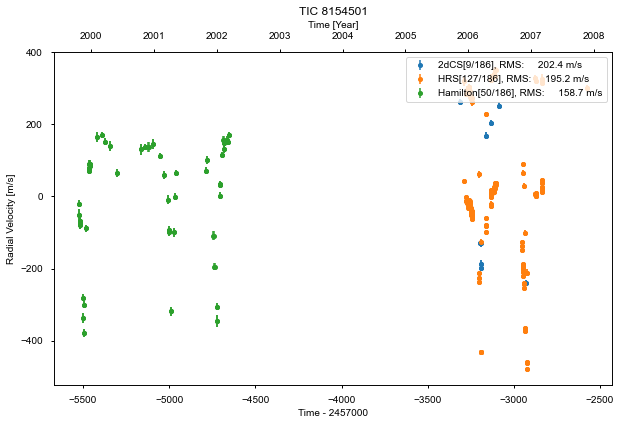 TIC 8154501
Time [Year]
2000 2001 2002 2003 2004 2005 2006 2007 2008
400
200
0
−200
−400
Radial Velocity [m/s]
2dCS[9/186], RMS: 202.4 m/s
HRS[127/186], RMS: 195.2 m/s
Hamilton[50/186], RMS: 158.7 m/s
−5500 −5000 −4500 −4000 −3500 −3000 −2500
Time - 2457000